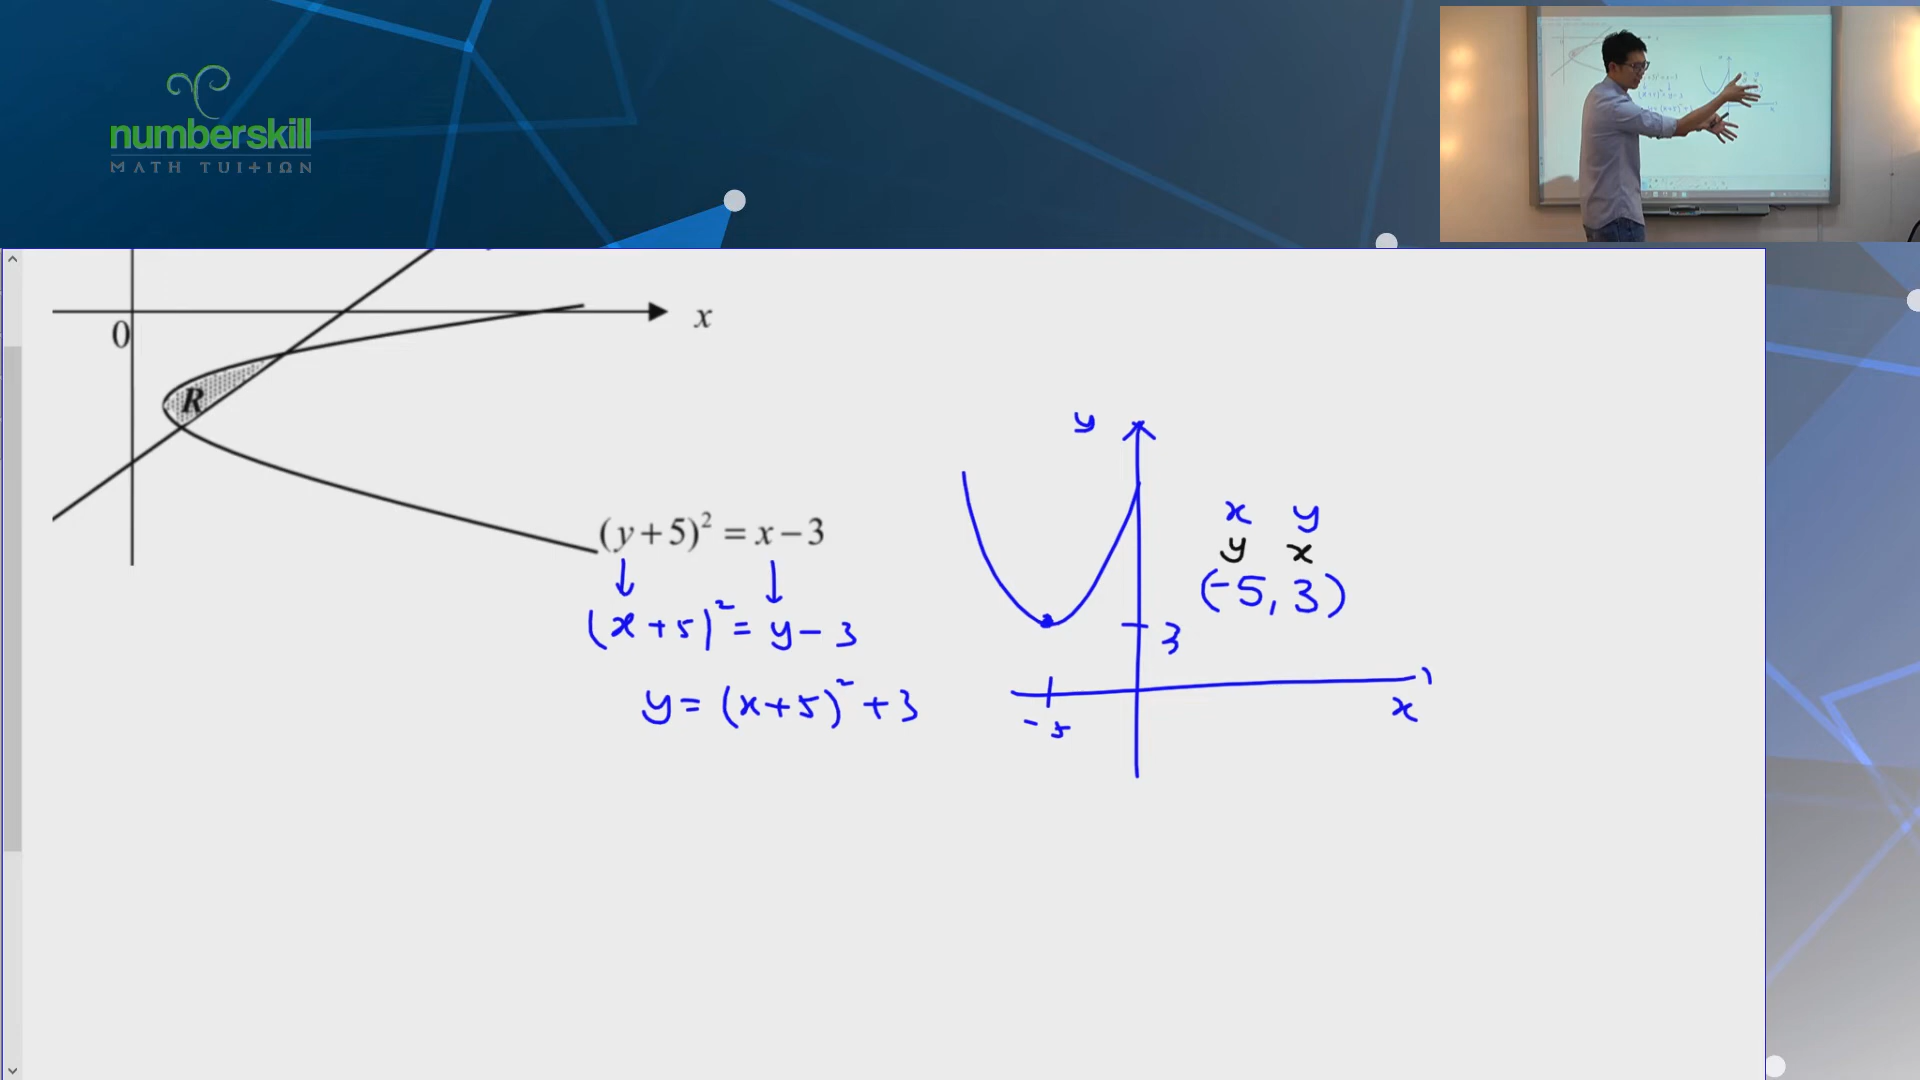 numberskill
MATH TUITION
x
0
R
(y+5)² = x−3
(x+5)² = y−3
y = (x+5)² + 3
y
x y
y x
(-5, 3)
3
-5
x